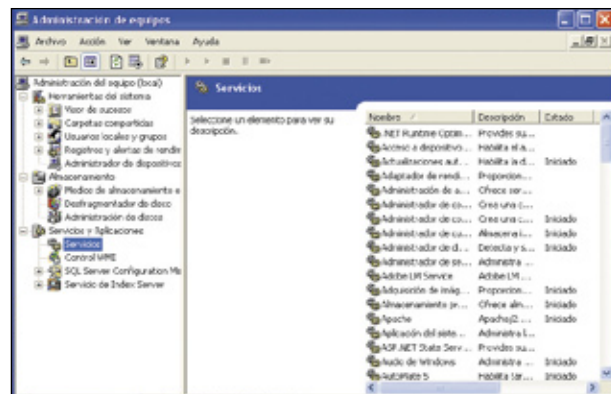 Administración de equipos
Archivo Acción Ver Ventana Ayuda
Administración del equipo (local)
Herramientas del sistema
Visor de sucesos
Carpetas compartidas
Usuarios locales y grupos
Registros y alertas de rendir
Administrador de dispositivos
Almacenamiento
Medios de almacenamiento e
Desfragmentador de disco
Administración de discos
Servicios y Aplicaciones
Servicios
Control WMI
SQL Server Configuration Ma
Servicio de Index Server
Servicios
Seleccione un elemento para ver su
descripción.
Nombre Descripción Estado
.NET Runtime Optim... Provides su...
Acceso a dispositivo... Habilita el a...
Actualizaciones aut... Habilita la d... Iniciado
Adaptador de rendi... Proporcion...
Administración de a... Ofrece ser...
Administrador de co... Crea una c...
Administrador de co... Crea una c... Iniciado
Administrador de cu... Almacena i... Iniciado
Administrador de d... Detecta y s... Iniciado
Administrador de se... Administra ...
Adobe LM Service Adobe LM ...
Adquisición de imág... Proporcion... Iniciado
Almacenamiento pr... Ofrece alm... Iniciado
Apache Apache/2.... Iniciado
Aplicación del siste... Administra l...
ASP.NET State Serv... Provides su...
Audio de Windows Administra ... Iniciado
AutoMate 5 Habilita tar... Iniciado